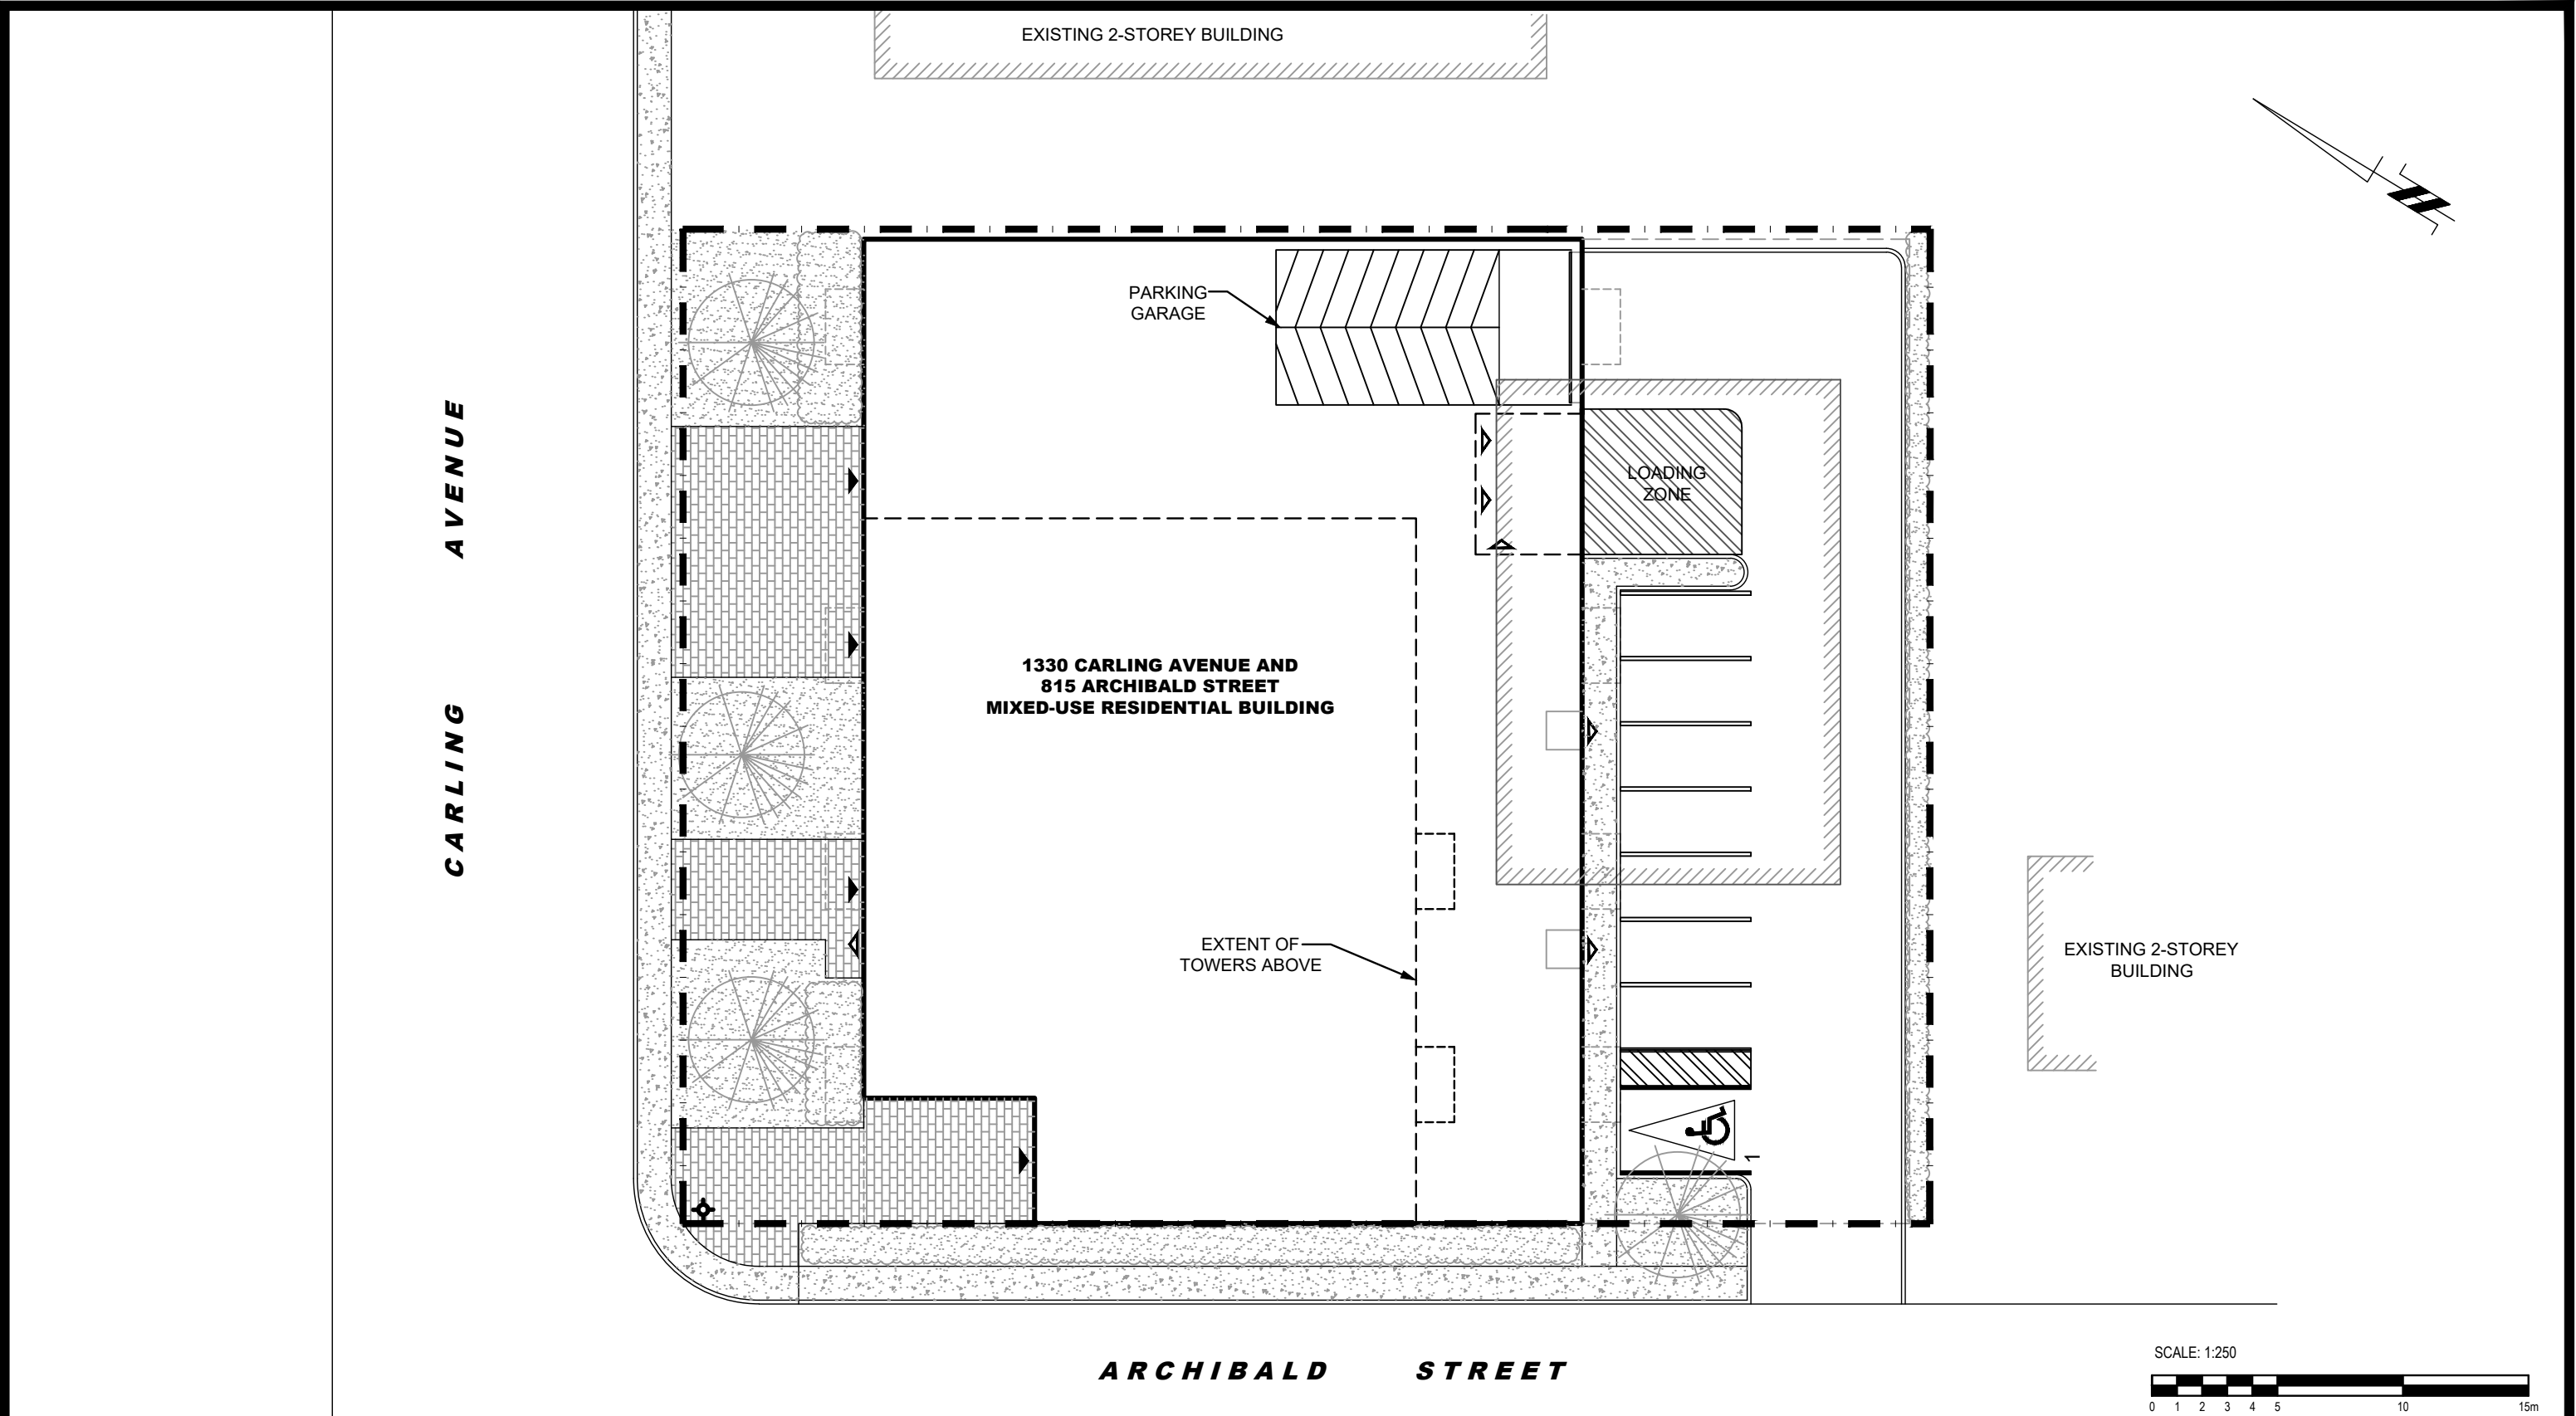 EXISTING 2-STOREY BUILDING
PARKING
GARAGE
LOADING
ZONE
CARLING AVENUE
1330 CARLING AVENUE AND
815 ARCHIBALD STREET
MIXED-USE RESIDENTIAL BUILDING
EXTENT OF
TOWERS ABOVE
EXISTING 2-STOREY
BUILDING
1
ARCHIBALD STREET
SCALE: 1:250
0 1 2 3 4 5 10 15m